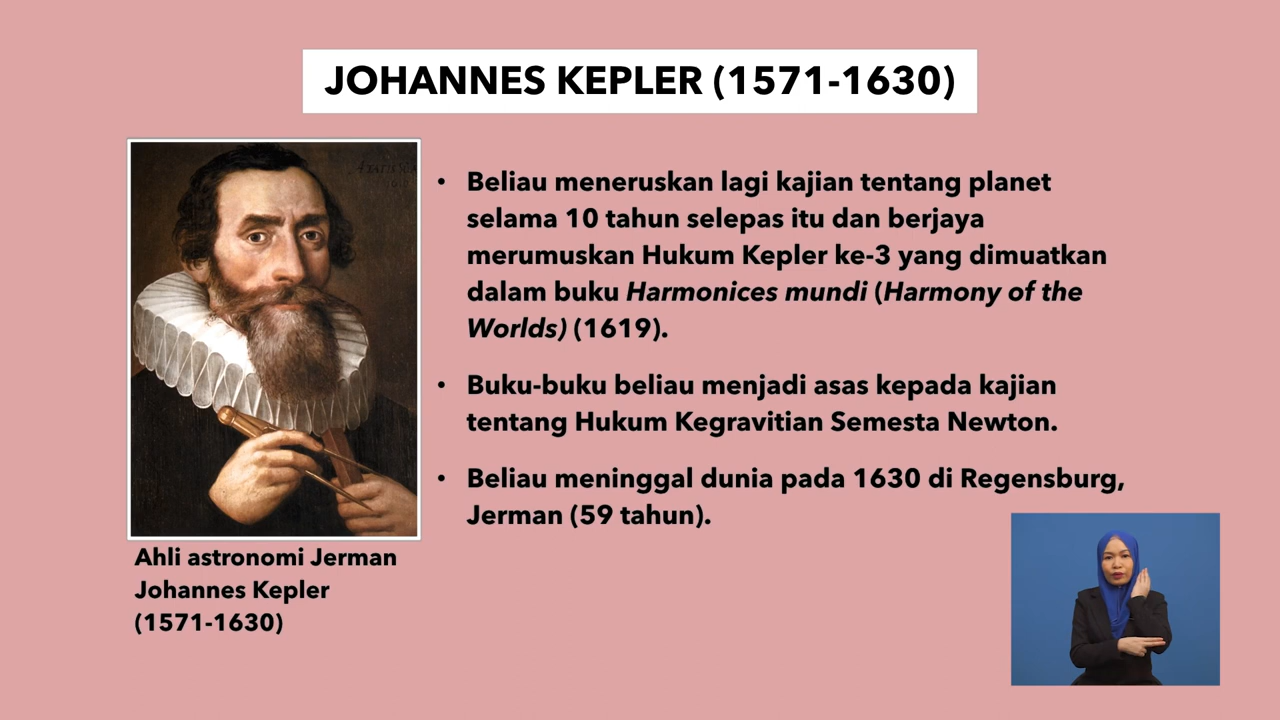 JOHANNES KEPLER (1571-1630)
• Beliau meneruskan lagi kajian tentang planet
selama 10 tahun selepas itu dan berjaya
merumuskan Hukum Kepler ke-3 yang dimuatkan
dalam buku Harmonices mundi (Harmony of the
Worlds) (1619).
• Buku-buku beliau menjadi asas kepada kajian
tentang Hukum Kegravitian Semesta Newton.
• Beliau meninggal dunia pada 1630 di Regensburg,
Jerman (59 tahun).
Ahli astronomi Jerman
Johannes Kepler
(1571-1630)